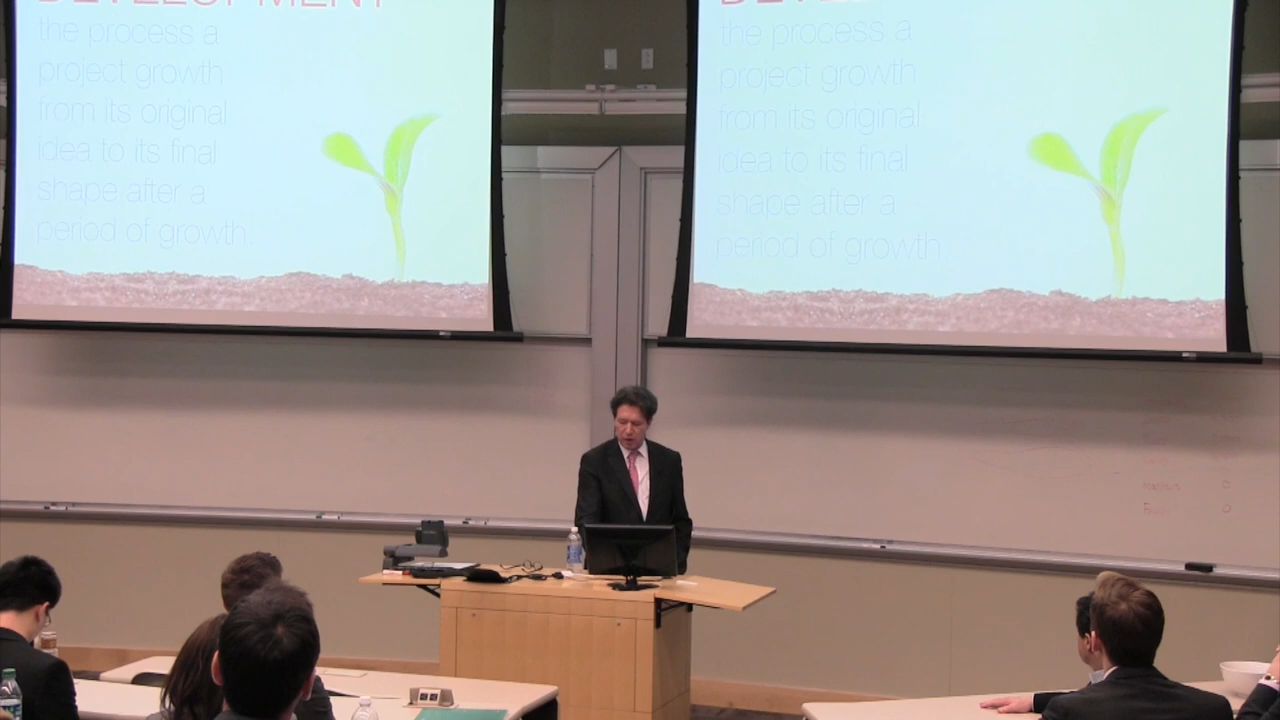 DEVELOPMENT
the process a
project growth
from its original
idea to its final
shape after a
period of growth.
the process a
project growth
from its original
idea to its final
shape after a
period of growth.